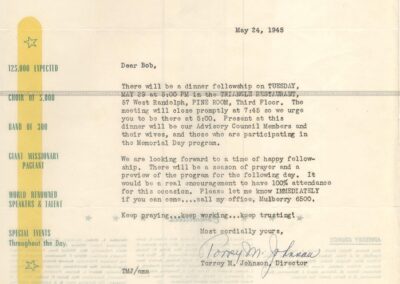 May 24, 1945
Dear Bob,
There will be a dinner fellowship on TUESDAY,
MAY 29 at 5:00 PM in the TRIANGLE RESTAURANT,
57 West Randolph, PINE ROOM, Third Floor. The
meeting will close promptly at 7:45 so we urge
you to be there at 5:00. Present at this
dinner will be our Advisory Council Members and
their wives, and those who are participating in
the Memorial Day program.
We are looking forward to a time of happy fellow-
ship. There will be a season of prayer and a
preview of the program for the following day. It
would be a real encouragement to have 100% attendance
for this occasion. Please let me know IMMEDIATELY
if you can come....call my office, Mulberry 6500.
Keep praying...keep working...keep trusting!
Most cordially yours,
Torrey M. Johnson
Torrey M. Johnson, Director
TMJ/ems
125,000 EXPECTED
CHOIR OF 5,000
BAND OF 300
GIANT MISSIONARY
PAGEANT
WORLD RENOWNED
SPEAKERS & TALENT
SPECIAL EVENTS
Throughout the Day.